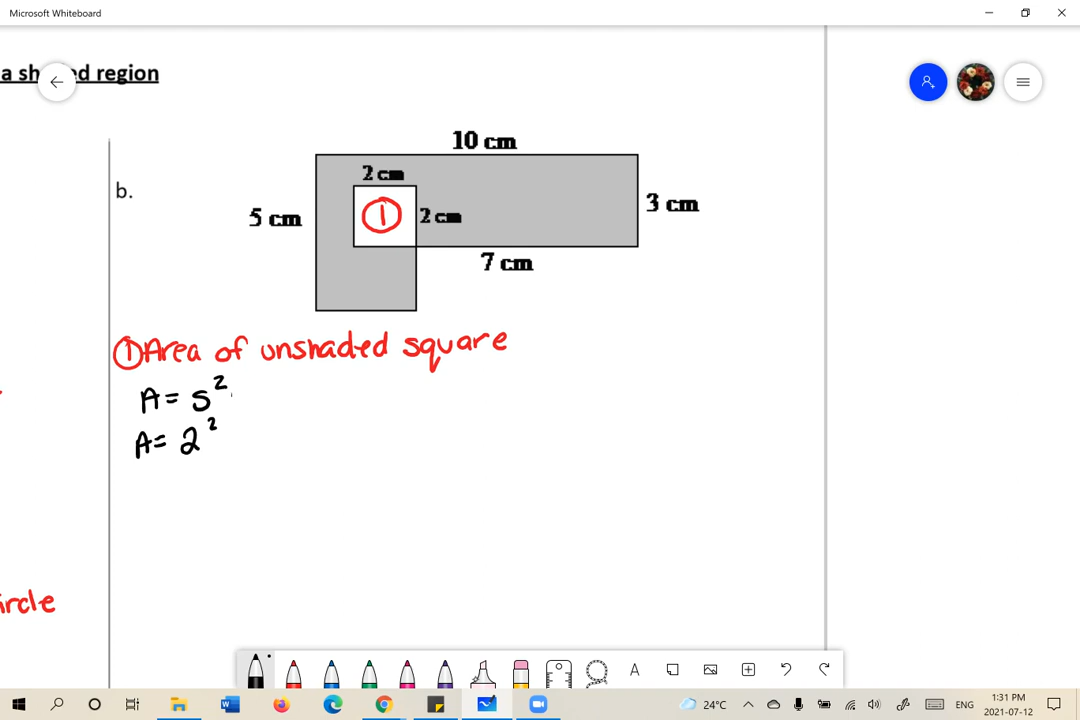 Microsoft Whiteboard
region
10 cm
2 cm
b.
①
5 cm
2 cm
3 cm
7 cm
① Area of unshaded square
A = s²
A = 2²
ircle
A
24°C
ENG
1:31 PM
2021-07-12